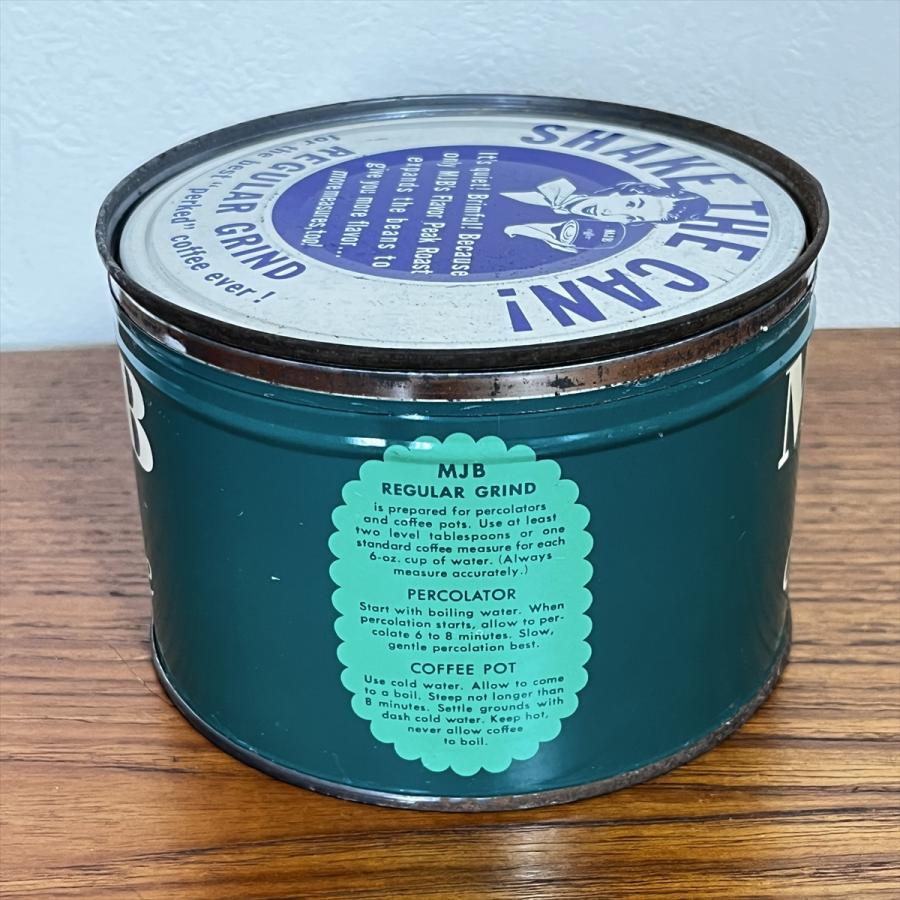 SHAKE THE CAN!
It's quiet! Brimful! Because
only MJB's Flavor Peak Roast
expands the beans to
give you more flavor...
more measures, too!
MJB
REGULAR GRIND
for the best "perked" coffee ever!
B
M
MJB
REGULAR GRIND
is prepared for percolators
and coffee pots. Use at least
two level tablespoons or one
standard coffee measure for each
6-oz. cup of water. (Always
measure accurately.)
PERCOLATOR
Start with boiling water. When
percolation starts, allow to per-
colate 6 to 8 minutes. Slow,
gentle percolation best.
COFFEE POT
Use cold water. Allow to come
to a boil. Steep not longer than
8 minutes. Settle grounds with
dash cold water. Keep hot,
never allow coffee
to boil.